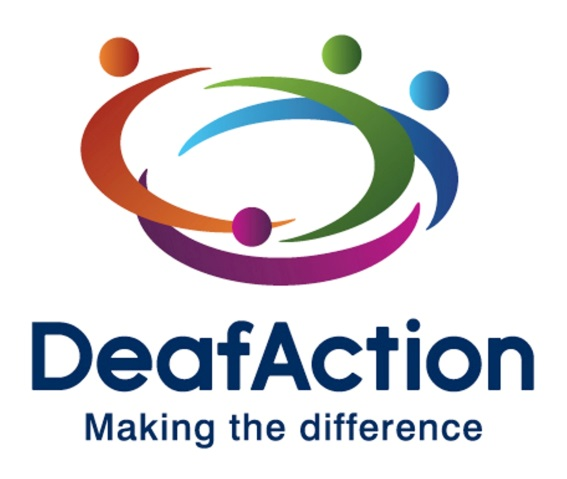 DeafAction
Making the difference